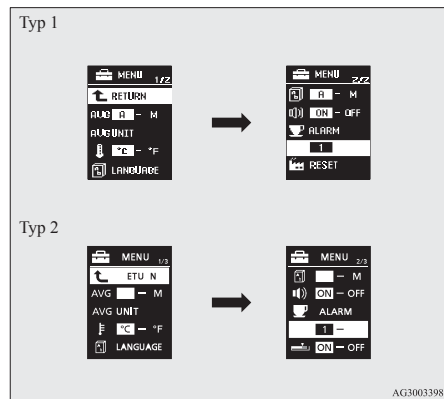 Typ 1
MENU 1/2
RETURN
AVG A – M
AVG UNIT
°C – °F
LANGUAGE
MENU 2/2
A – M
ON – OFF
ALARM
1
RESET
Typ 2
MENU 1/3
ETU N
AVG – M
AVG UNIT
°C – °F
LANGUAGE
MENU 2/3
– M
ON – OFF
ALARM
1 –
ON – OFF
AG3003398